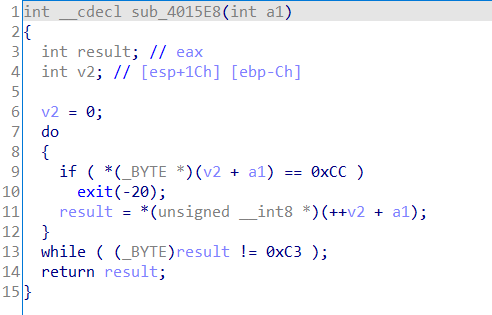 1 int __cdecl sub_4015E8(int a1)
2 {
3   int result; // eax
4   int v2; // [esp+1Ch] [ebp-Ch]
5
6   v2 = 0;
7   do
8   {
9     if ( *(_BYTE *)(v2 + a1) == 0xCC )
10       exit(-20);
11     result = *(unsigned __int8 *)(++v2 + a1);
12   }
13   while ( (_BYTE)result != 0xC3 );
14   return result;
15 }